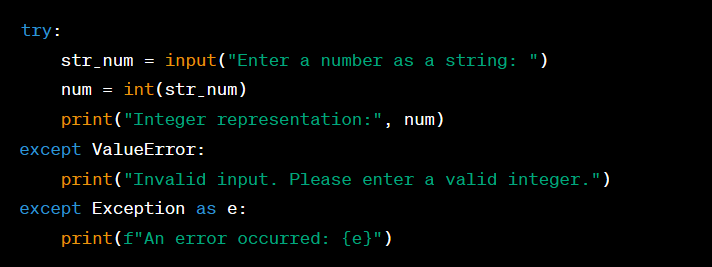 try:
    str_num = input("Enter a number as a string: ")
    num = int(str_num)
    print("Integer representation:", num)
except ValueError:
    print("Invalid input. Please enter a valid integer.")
except Exception as e:
    print(f"An error occurred: {e}")